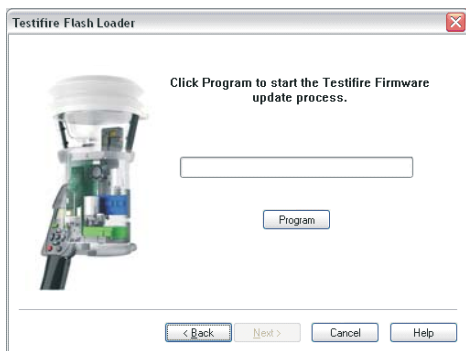 Testifire Flash Loader
Click Program to start the Testifire Firmware
update process.
Program
< Back
Next >
Cancel
Help